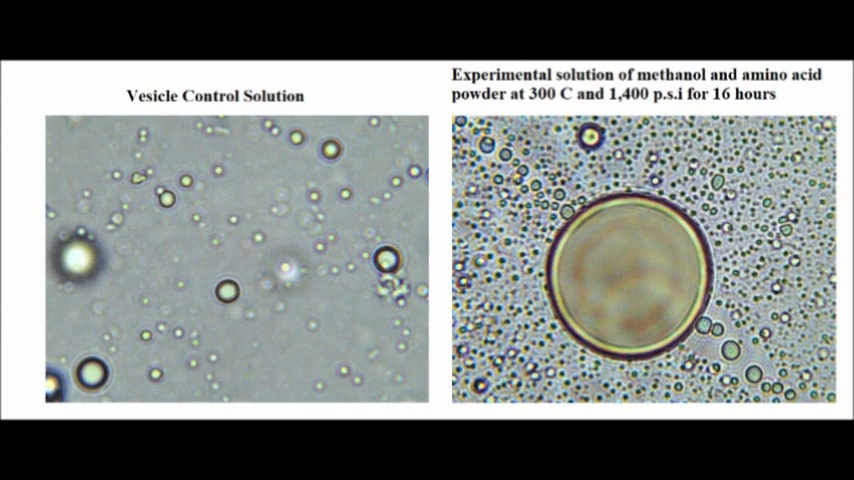 Vesicle Control Solution
Experimental solution of methanol and amino acid
powder at 300 C and 1,400 p.s.i for 16 hours